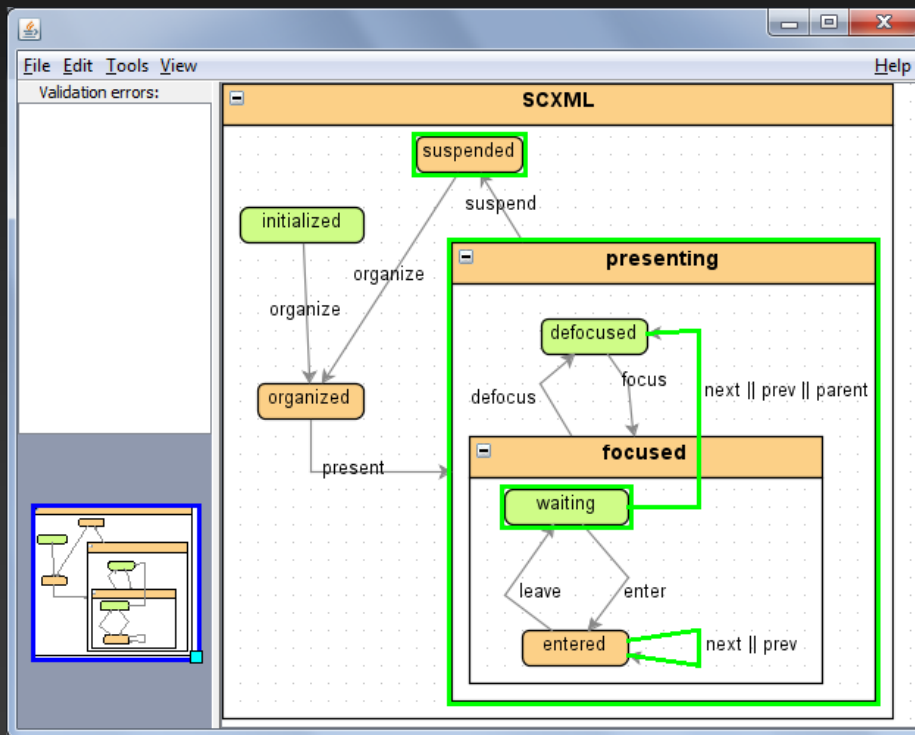 File Edit Tools View Help
Validation errors:
SCXML
suspended
suspend
initialized
organize
organize
organized
present
presenting
defocused
focus
defocus
next || prev || parent
focused
waiting
leave
enter
entered
next || prev